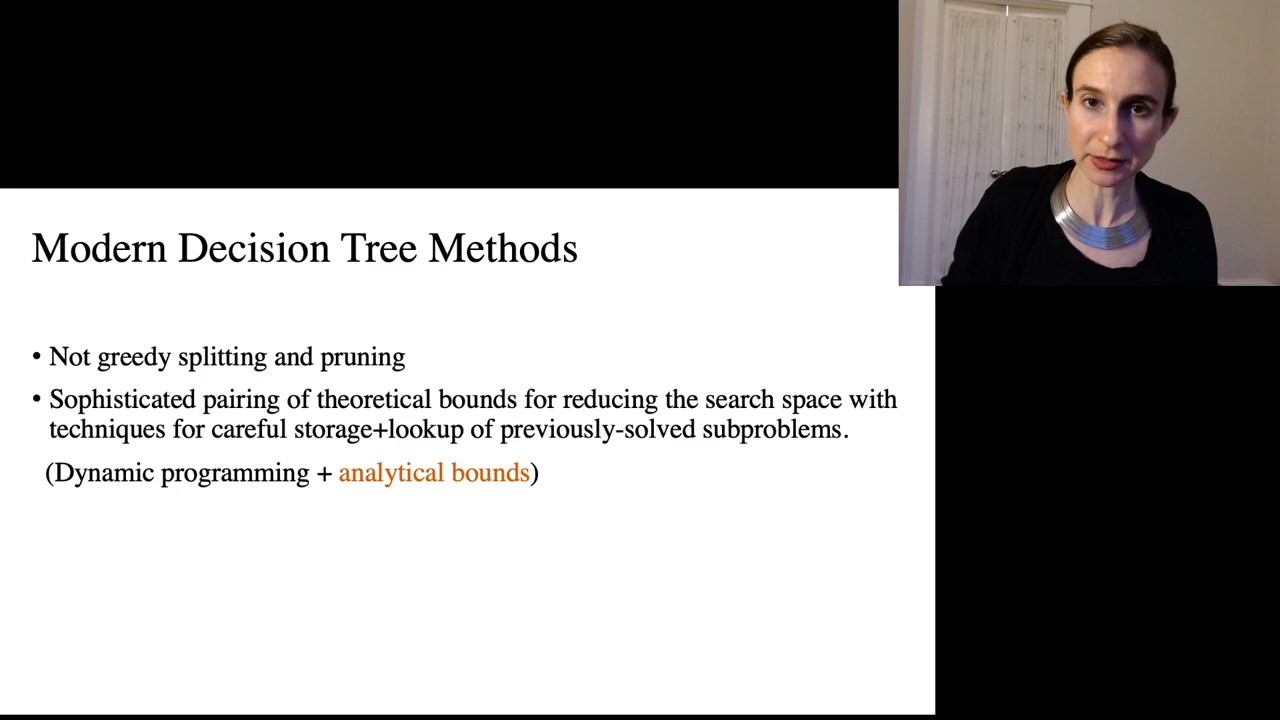 Modern Decision Tree Methods
• Not greedy splitting and pruning
• Sophisticated pairing of theoretical bounds for reducing the search space with
techniques for careful storage+lookup of previously-solved subproblems.
(Dynamic programming + analytical bounds)